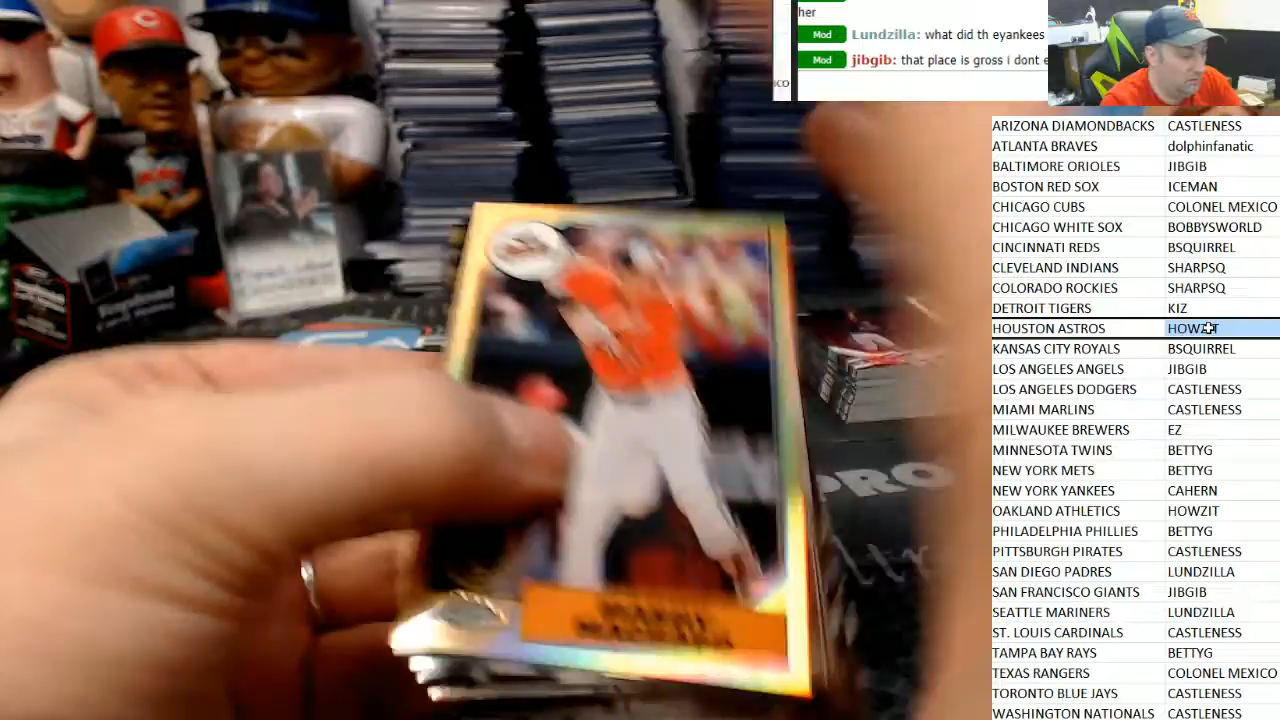 her
Mod Lundzilla: what did th eyankees
Mod jibgib: that place is gross i dont e
ARIZONA DIAMONDBACKS CASTLENESS
ATLANTA BRAVES dolphinfanatic
BALTIMORE ORIOLES JIBGIB
BOSTON RED SOX ICEMAN
CHICAGO CUBS COLONEL MEXICO
CHICAGO WHITE SOX BOBBYSWORLD
CINCINNATI REDS BSQUIRREL
CLEVELAND INDIANS SHARPSQ
COLORADO ROCKIES SHARPSQ
DETROIT TIGERS KIZ
HOUSTON ASTROS HOWZIT
KANSAS CITY ROYALS BSQUIRREL
LOS ANGELES ANGELS JIBGIB
LOS ANGELES DODGERS CASTLENESS
MIAMI MARLINS CASTLENESS
MILWAUKEE BREWERS EZ
MINNESOTA TWINS BETTYG
NEW YORK METS BETTYG
NEW YORK YANKEES CAHERN
OAKLAND ATHLETICS HOWZIT
PHILADELPHIA PHILLIES BETTYG
PITTSBURGH PIRATES CASTLENESS
SAN DIEGO PADRES LUNDZILLA
SAN FRANCISCO GIANTS JIBGIB
SEATTLE MARINERS LUNDZILLA
ST. LOUIS CARDINALS CASTLENESS
TAMPA BAY RAYS BETTYG
TEXAS RANGERS COLONEL MEXICO
TORONTO BLUE JAYS CASTLENESS
WASHINGTON NATIONALS CASTLENESS
MANNY
MACHADO
PRO